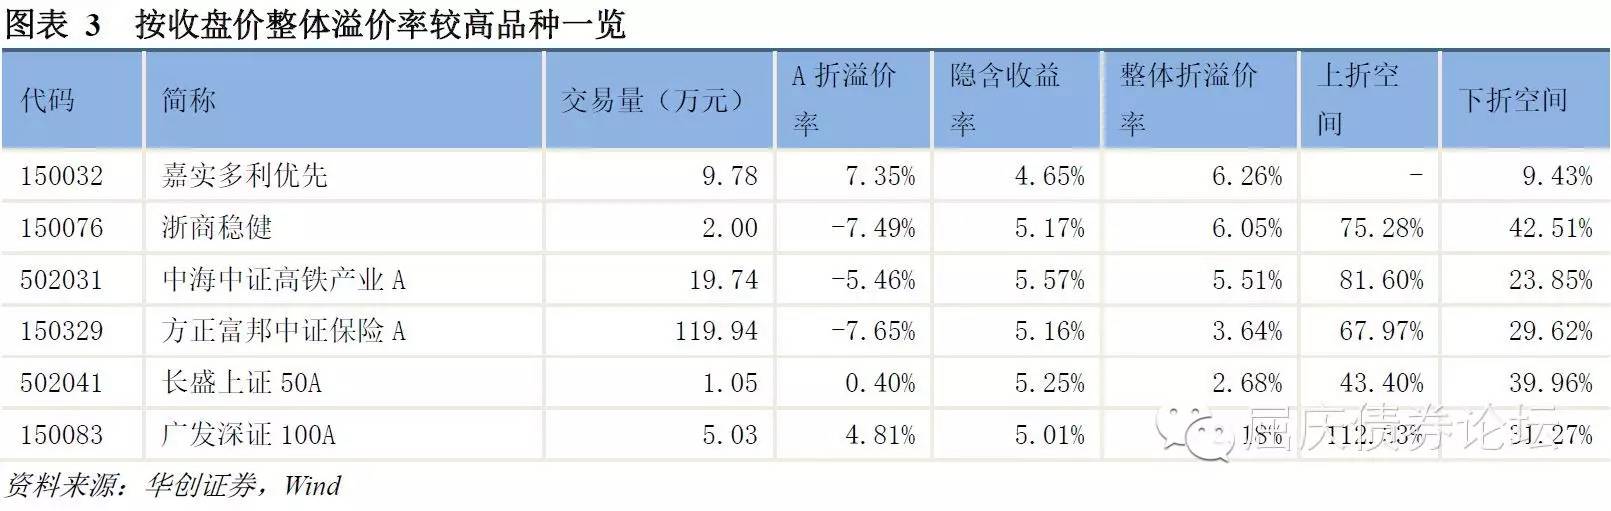 图表 3 按收盘价整体溢价率较高品种一览
代码 简称 交易量（万元） A 折溢价率 隐含收益率 整体折溢价率 上折空间 下折空间
150032 嘉实多利优先 9.78 7.35% 4.65% 6.26% - 9.43%
150076 浙商稳健 2.00 -7.49% 5.17% 6.05% 75.28% 42.51%
502031 中海中证高铁产业 A 19.74 -5.46% 5.57% 5.51% 81.60% 23.85%
150329 方正富邦中证保险 A 119.94 -7.65% 5.16% 3.64% 67.97% 29.62%
502041 长盛上证 50A 1.05 0.40% 5.25% 2.68% 43.40% 39.96%
150083 广发深证 100A 5.03 4.81% 5.01%
屈庆债券论坛
资料来源：华创证券，Wind